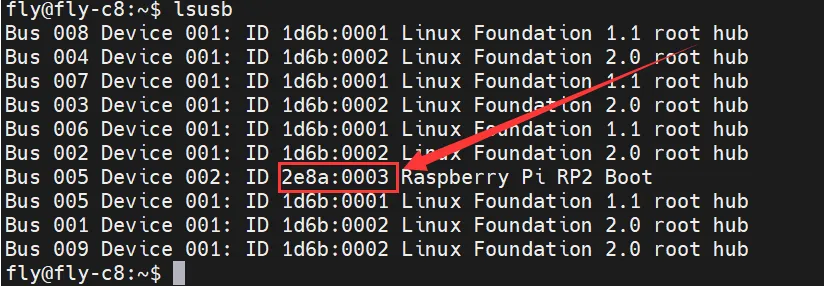 fly@fly-c8:~$ lsusb
Bus 008 Device 001: ID 1d6b:0001 Linux Foundation 1.1 root hub
Bus 004 Device 001: ID 1d6b:0002 Linux Foundation 2.0 root hub
Bus 007 Device 001: ID 1d6b:0001 Linux Foundation 1.1 root hub
Bus 003 Device 001: ID 1d6b:0002 Linux Foundation 2.0 root hub
Bus 006 Device 001: ID 1d6b:0001 Linux Foundation 1.1 root hub
Bus 002 Device 001: ID 1d6b:0002 Linux Foundation 2.0 root hub
Bus 005 Device 002: ID 2e8a:0003 Raspberry Pi RP2 Boot
Bus 005 Device 001: ID 1d6b:0001 Linux Foundation 1.1 root hub
Bus 001 Device 001: ID 1d6b:0002 Linux Foundation 2.0 root hub
Bus 009 Device 001: ID 1d6b:0002 Linux Foundation 2.0 root hub
fly@fly-c8:~$